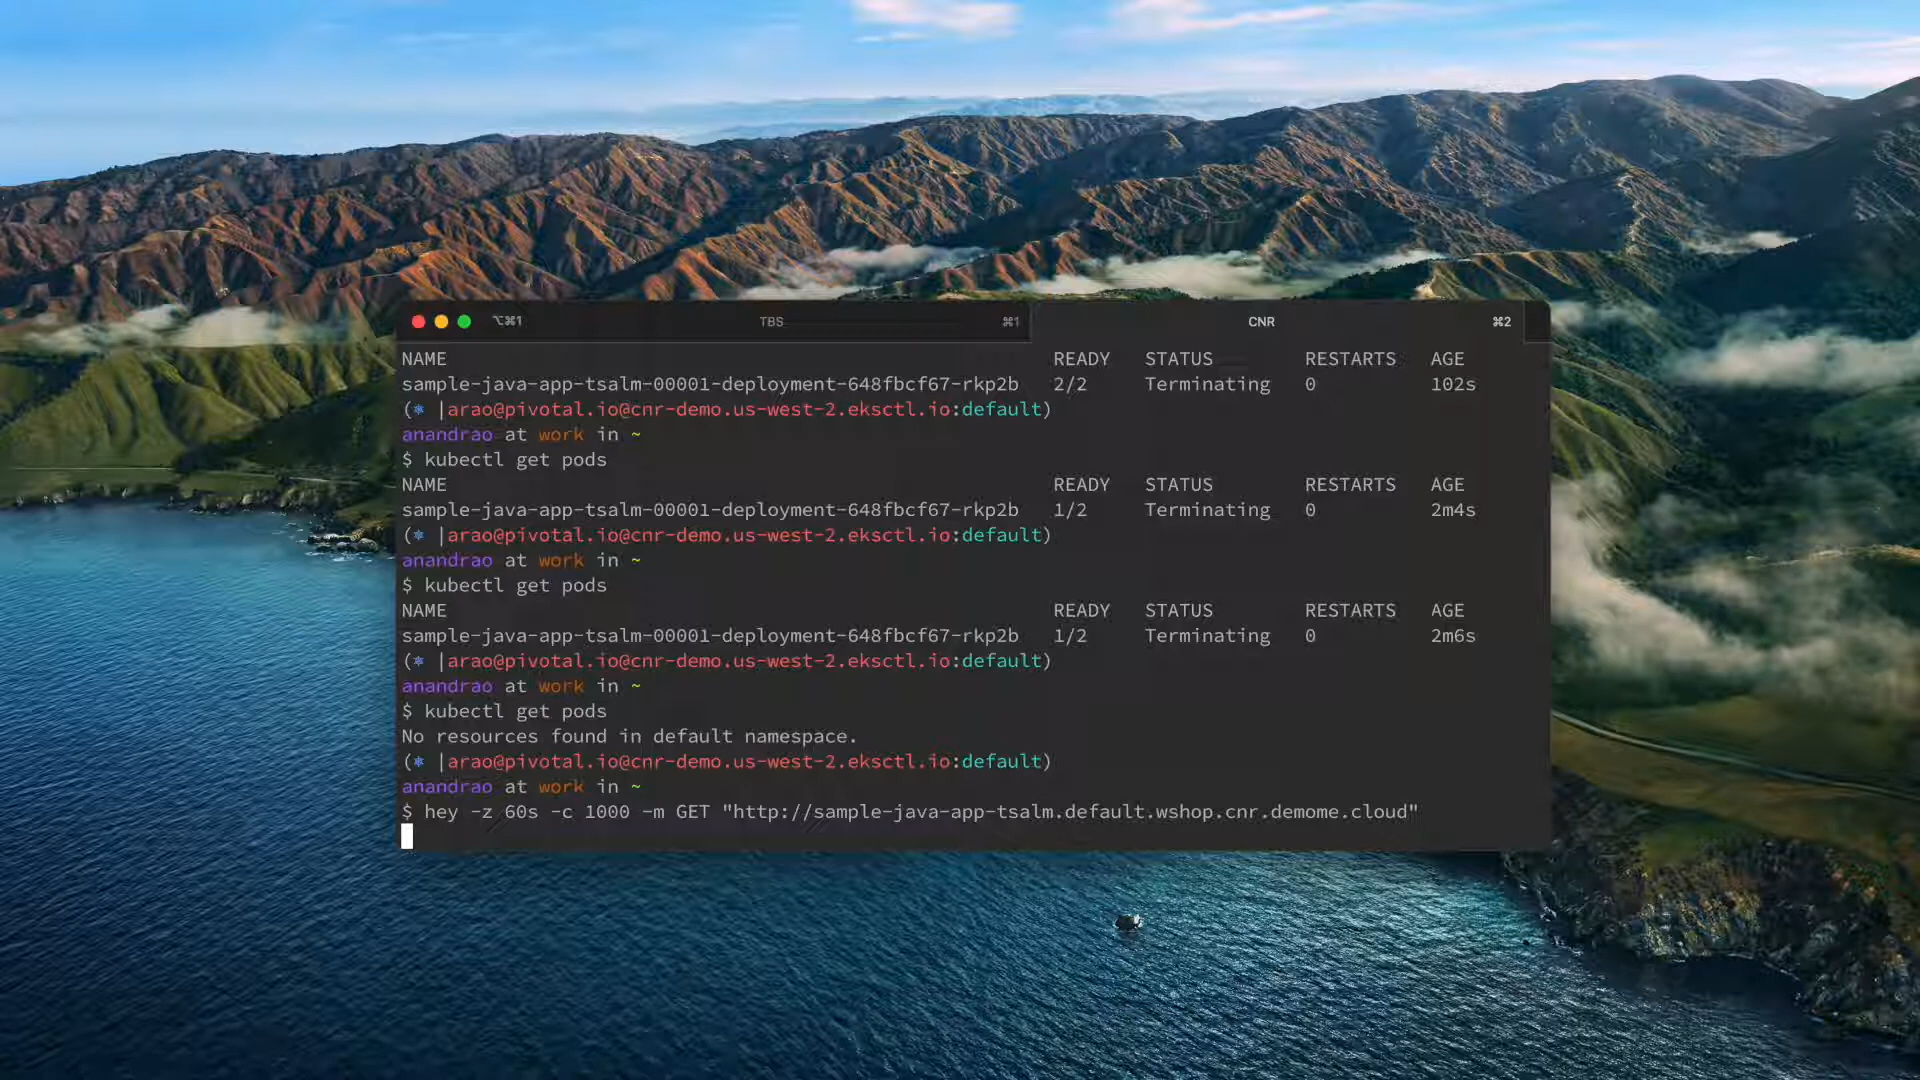 ⌥⌘1 TBS ⌘1 CNR ⌘2
NAME READY STATUS RESTARTS AGE
sample-java-app-tsalm-00001-deployment-648fbcf67-rkp2b 2/2 Terminating 0 102s
(⎈ |arao@pivotal.io@cnr-demo.us-west-2.eksctl.io:default)
anandrao at work in ~
$ kubectl get pods
NAME READY STATUS RESTARTS AGE
sample-java-app-tsalm-00001-deployment-648fbcf67-rkp2b 1/2 Terminating 0 2m4s
(⎈ |arao@pivotal.io@cnr-demo.us-west-2.eksctl.io:default)
anandrao at work in ~
$ kubectl get pods
NAME READY STATUS RESTARTS AGE
sample-java-app-tsalm-00001-deployment-648fbcf67-rkp2b 1/2 Terminating 0 2m6s
(⎈ |arao@pivotal.io@cnr-demo.us-west-2.eksctl.io:default)
anandrao at work in ~
$ kubectl get pods
No resources found in default namespace.
(⎈ |arao@pivotal.io@cnr-demo.us-west-2.eksctl.io:default)
anandrao at work in ~
$ hey -z 60s -c 1000 -m GET "http://sample-java-app-tsalm.default.wshop.cnr.demome.cloud"